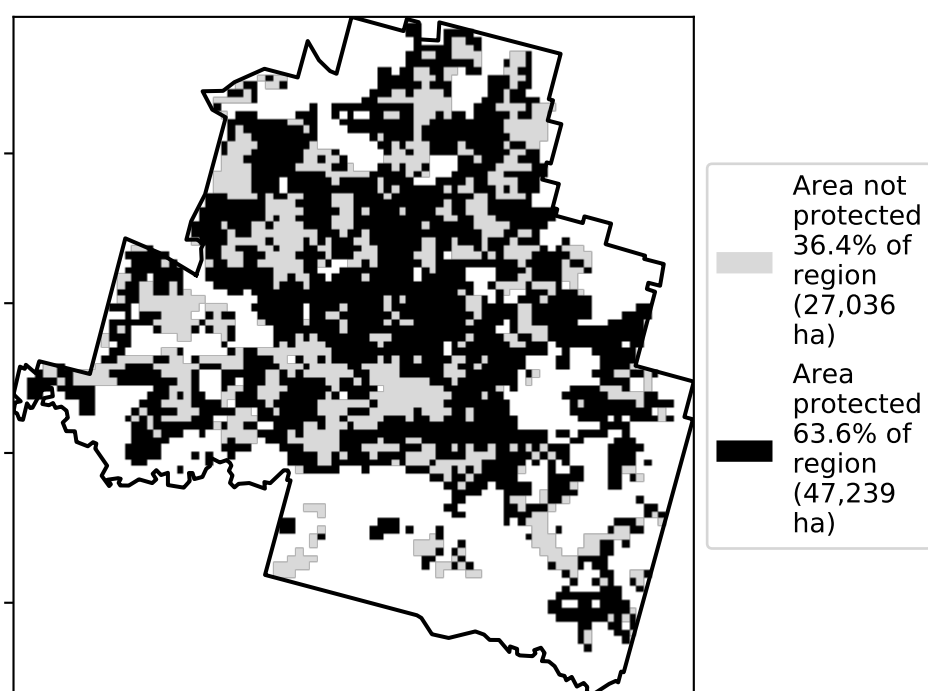 Area not
protected
36.4% of
region
(27,036
ha)
Area
protected
63.6% of
region
(47,239
ha)